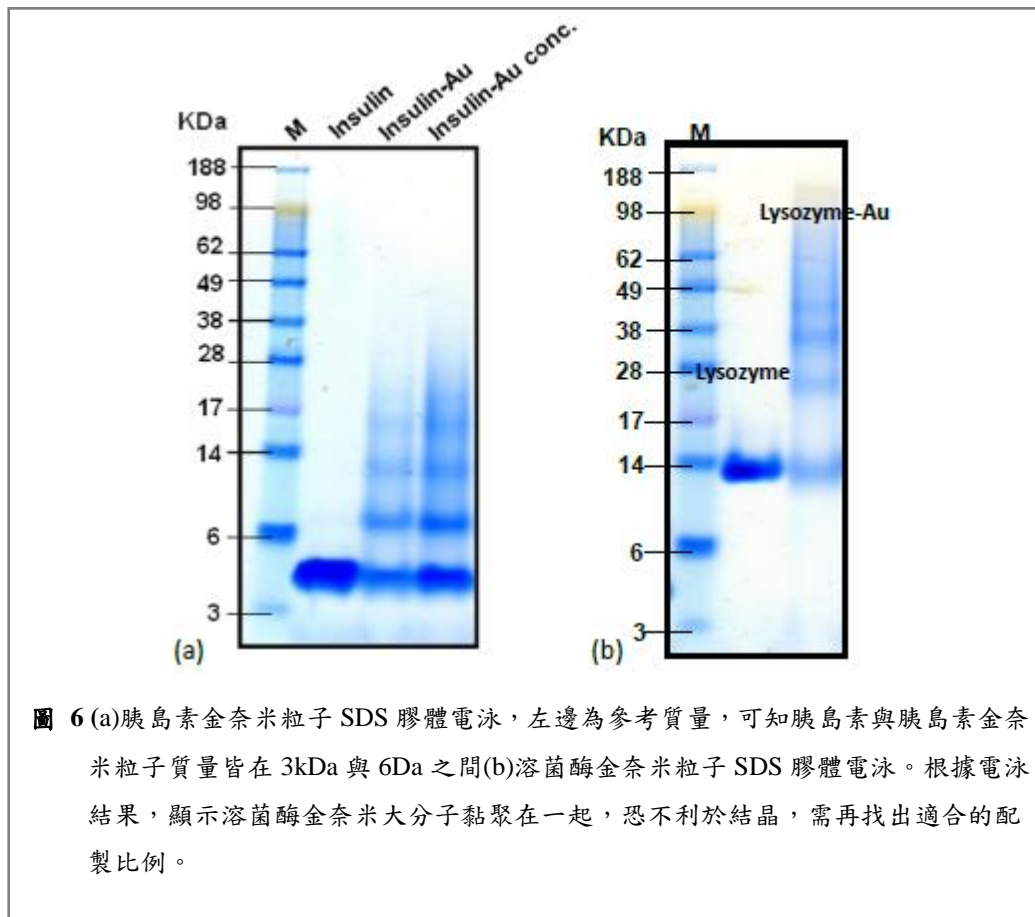 KDa
M
Insulin
Insulin-Au
Insulin-Au conc.
188
98
62
49
38
28
17
14
6
3
(a)
KDa
M
188
98
62
49
38
28
17
14
6
3
Lysozyme-Au
Lysozyme
(b)
圖 6 (a)胰島素金奈米粒子 SDS 膠體電泳，左邊為參考質量，可知胰島素與胰島素金奈
米粒子質量皆在 3kDa 與 6Da 之間(b)溶菌酶金奈米粒子 SDS 膠體電泳。根據電泳
結果，顯示溶菌酶金奈米大分子黏聚在一起，恐不利於結晶，需再找出適合的配
製比例。